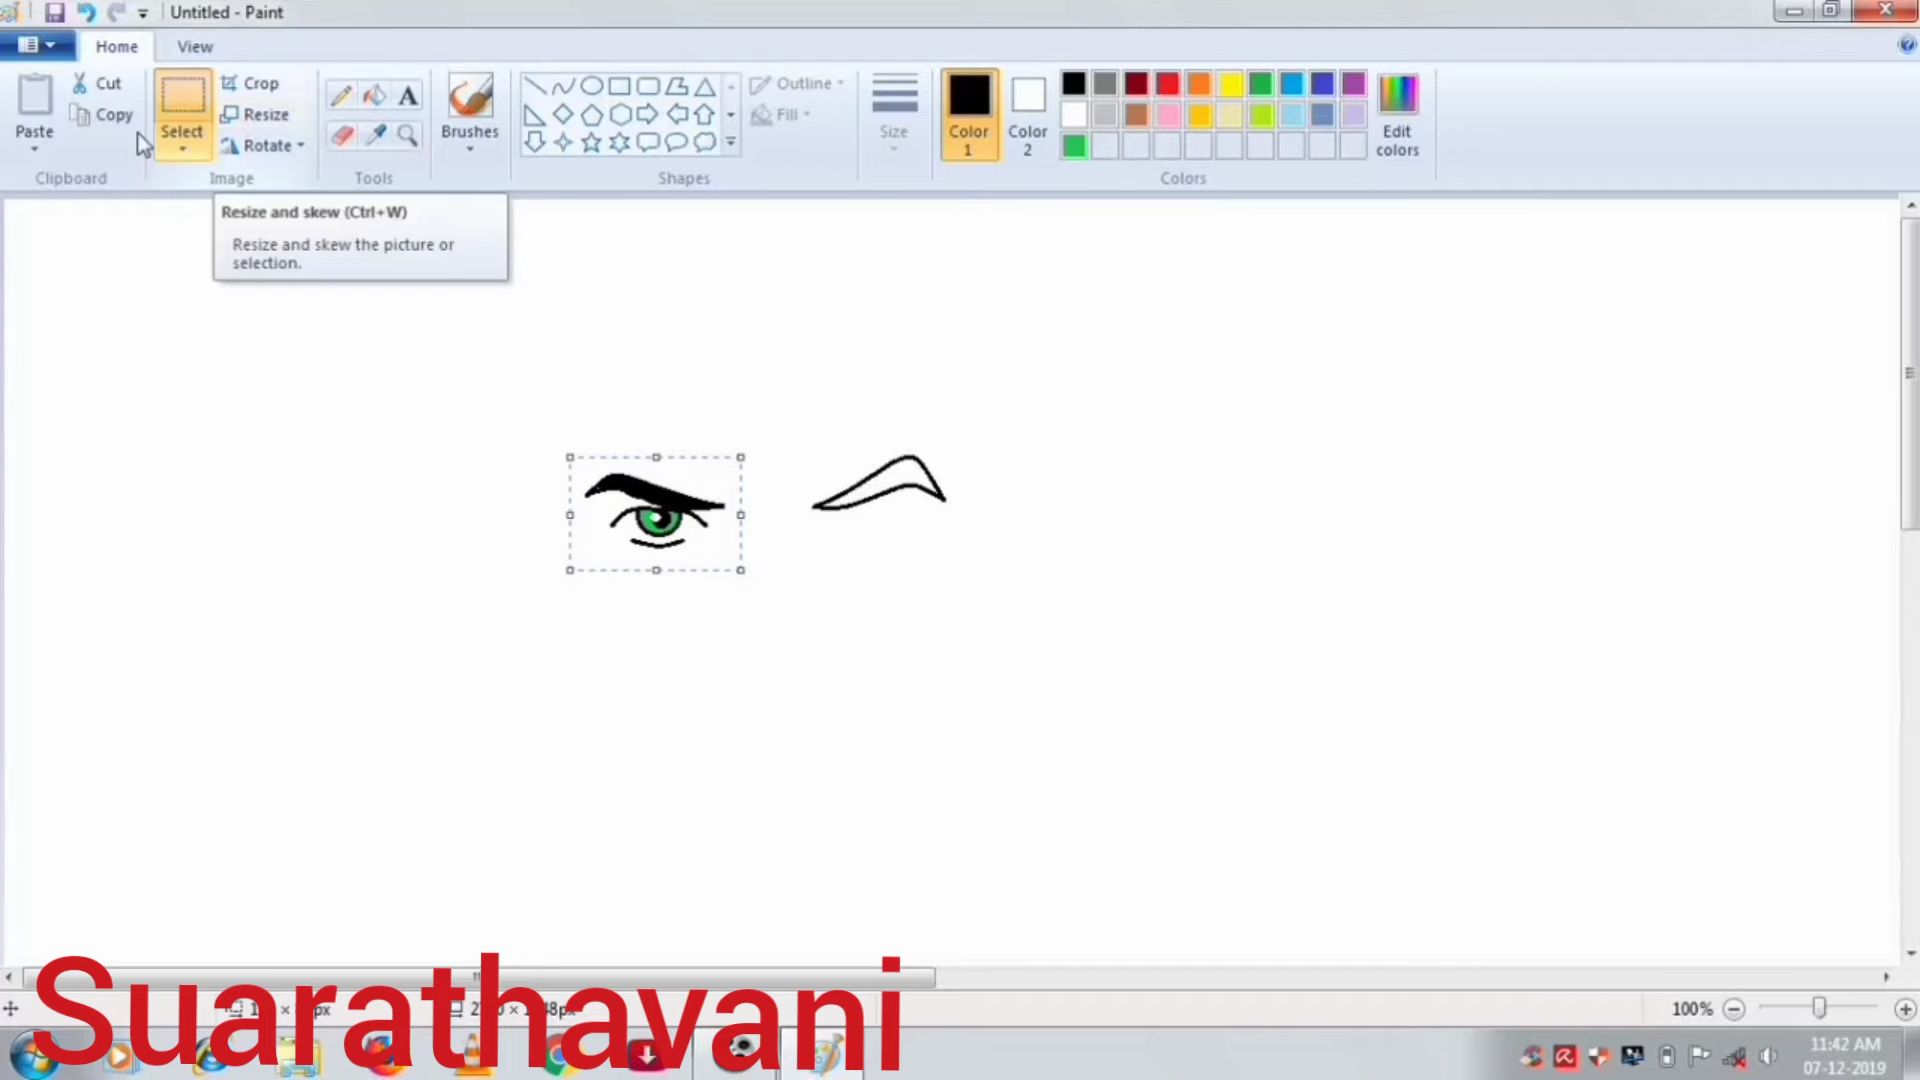 Untitled - Paint
Home View
Cut
Copy
Paste
Clipboard
Select
Crop
Resize
Rotate
Image
A
Tools
Brushes
Shapes
Outline
Fill
Size
Color 1
Color 2
Edit colors
Colors
Resize and skew (Ctrl+W)
Resize and skew the picture or
selection.
100%
Suarathavani
11:42 AM
07-12-2019